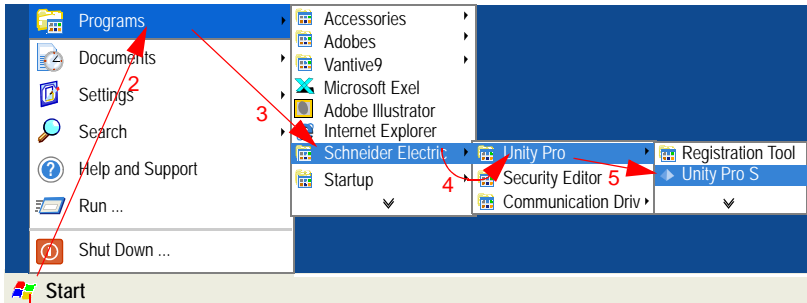 Programs
Documents
Settings
Search
Help and Support
Run ...
Shut Down ...
Start
2
3
Accessories
Adobes
Vantive9
Microsoft Exel
Adobe Illustrator
Internet Explorer
Schneider Electric
Startup
4
Unity Pro
Security Editor
Communication Driv
5
Registration Tool
Unity Pro S